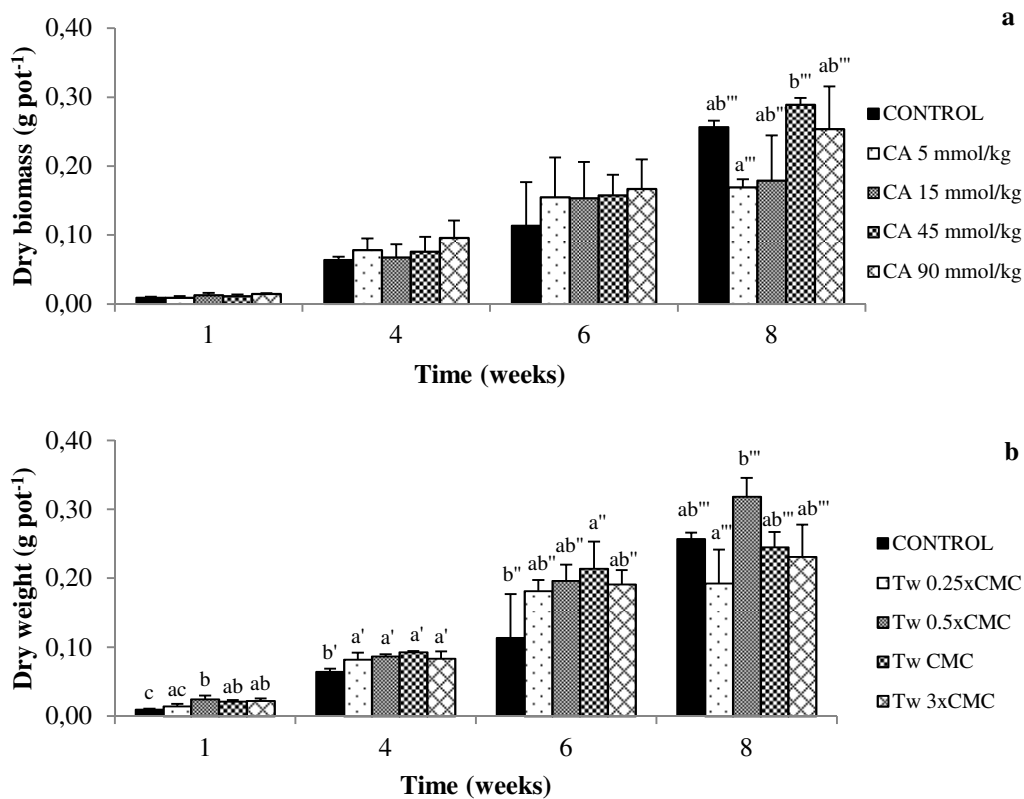 a
0,40
0,30
0,20
0,10
0,00
Dry biomass (g pot-1)
ab'''
a'''
ab''
b'''
ab'''
1
4
6
8
Time (weeks)
CONTROL
CA 5 mmol/kg
CA 15 mmol/kg
CA 45 mmol/kg
CA 90 mmol/kg
b
0,40
0,30
0,20
0,10
0,00
Dry weight (g pot-1)
c
ac
b
ab
ab
b'
a'
a'
a'
a'
b''
ab''
ab''
a''
ab''
ab'''
a'''
b'''
ab'''
ab'''
1
4
6
8
Time (weeks)
CONTROL
Tw 0.25xCMC
Tw 0.5xCMC
Tw CMC
Tw 3xCMC